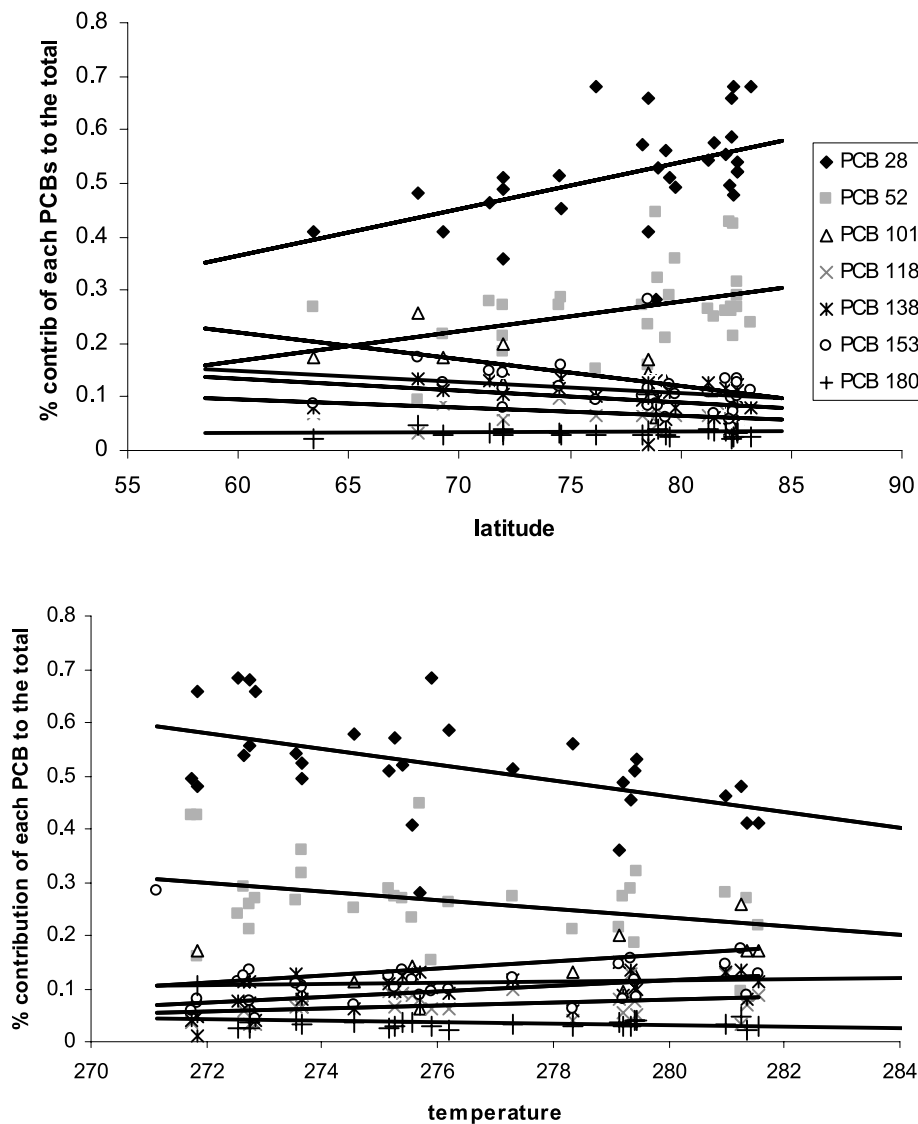 % contrib of each PCBs to the total
0.8
0.7
0.6
0.5
0.4
0.3
0.2
0.1
0
55 60 65 70 75 80 85 90
latitude
PCB 28
PCB 52
PCB 101
PCB 118
PCB 138
PCB 153
PCB 180
% contribution of each PCB to the total
0.8
0.7
0.6
0.5
0.4
0.3
0.2
0.1
0
270 272 274 276 278 280 282 284
temperature